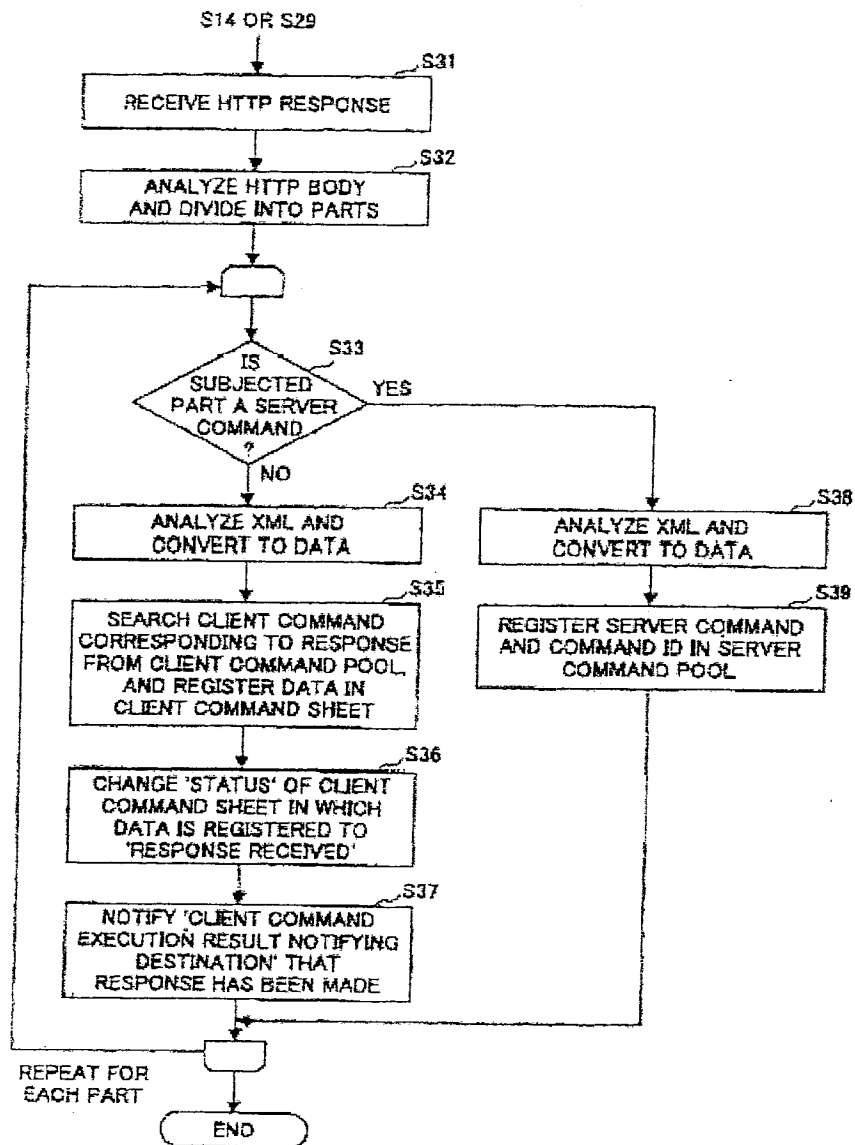 S14 OR S29
S31
RECEIVE HTTP RESPONSE
S32
ANALYZE HTTP BODY
AND DIVIDE INTO PARTS
S33
IS
SUBJECTED
PART A SERVER
COMMAND
?
YES
NO
S34
ANALYZE XML AND
CONVERT TO DATA
S38
ANALYZE XML AND
CONVERT TO DATA
S35
SEARCH CLIENT COMMAND
CORRESPONDING TO RESPONSE
FROM CLIENT COMMAND POOL,
AND REGISTER DATA IN
CLIENT COMMAND SHEET
S39
REGISTER SERVER COMMAND
AND COMMAND ID IN SERVER
COMMAND POOL
S36
CHANGE 'STATUS' OF CLIENT
COMMAND SHEET IN WHICH
DATA IS REGISTERED TO
'RESPONSE RECEIVED'
S37
NOTIFY 'CLIENT COMMAND
EXECUTION RESULT NOTIFYING
DESTINATION' THAT
RESPONSE HAS BEEN MADE
REPEAT FOR
EACH PART
END